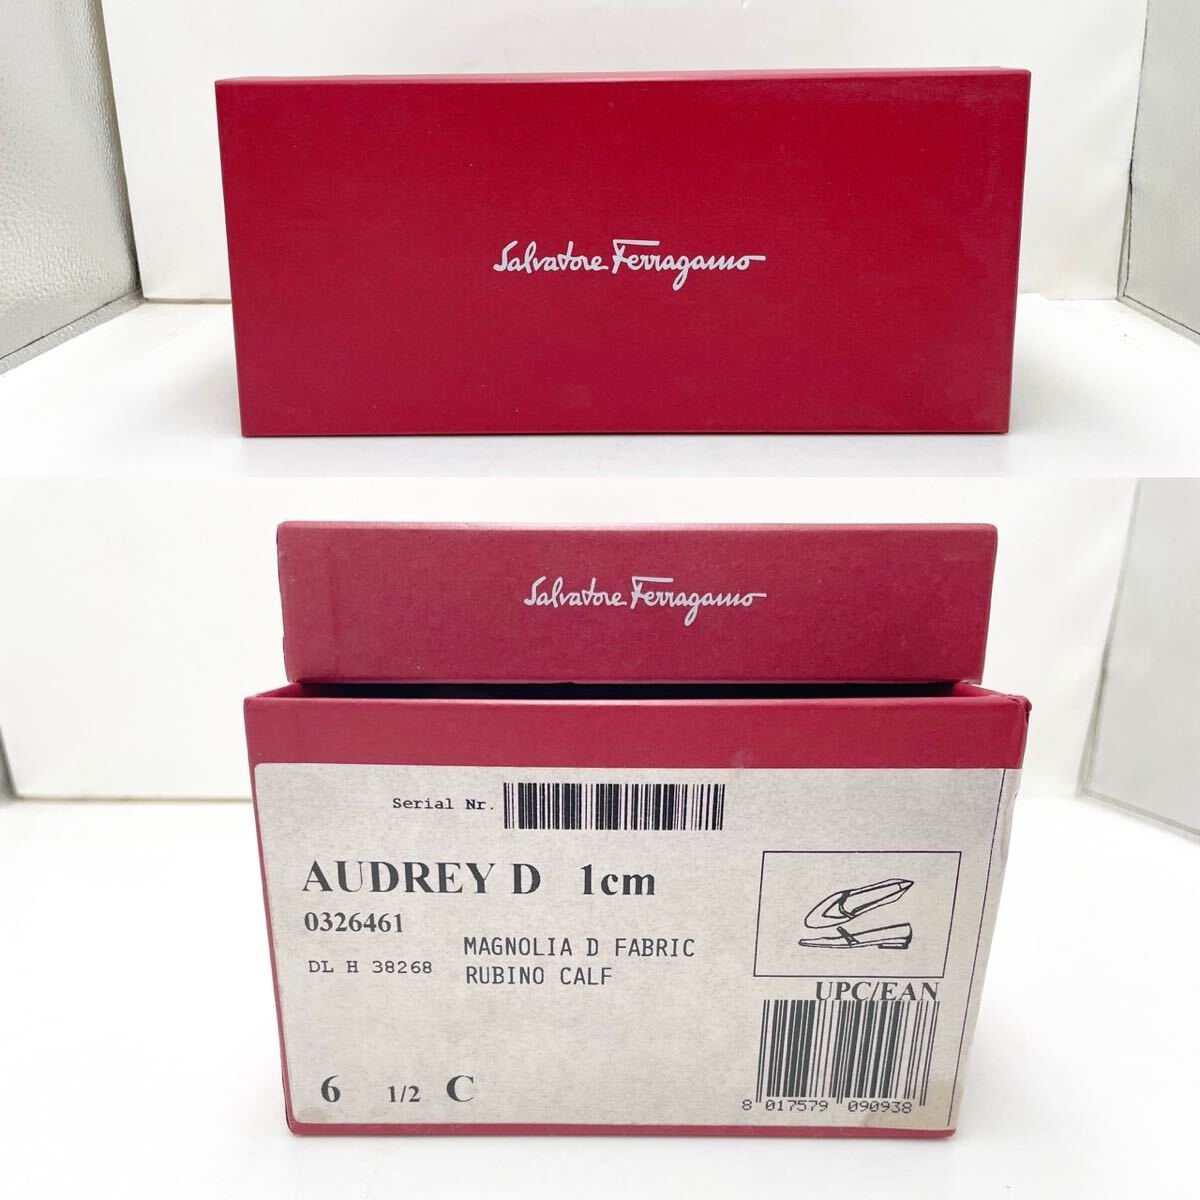 Salvatore Ferragamo
Salvatore Ferragamo
Serial Nr.
AUDREY D 1cm
0326461
MAGNOLIA D FABRIC
DL H 38268
RUBINO CALF
UPC/EAN
6 1/2 C
8 017579 090938